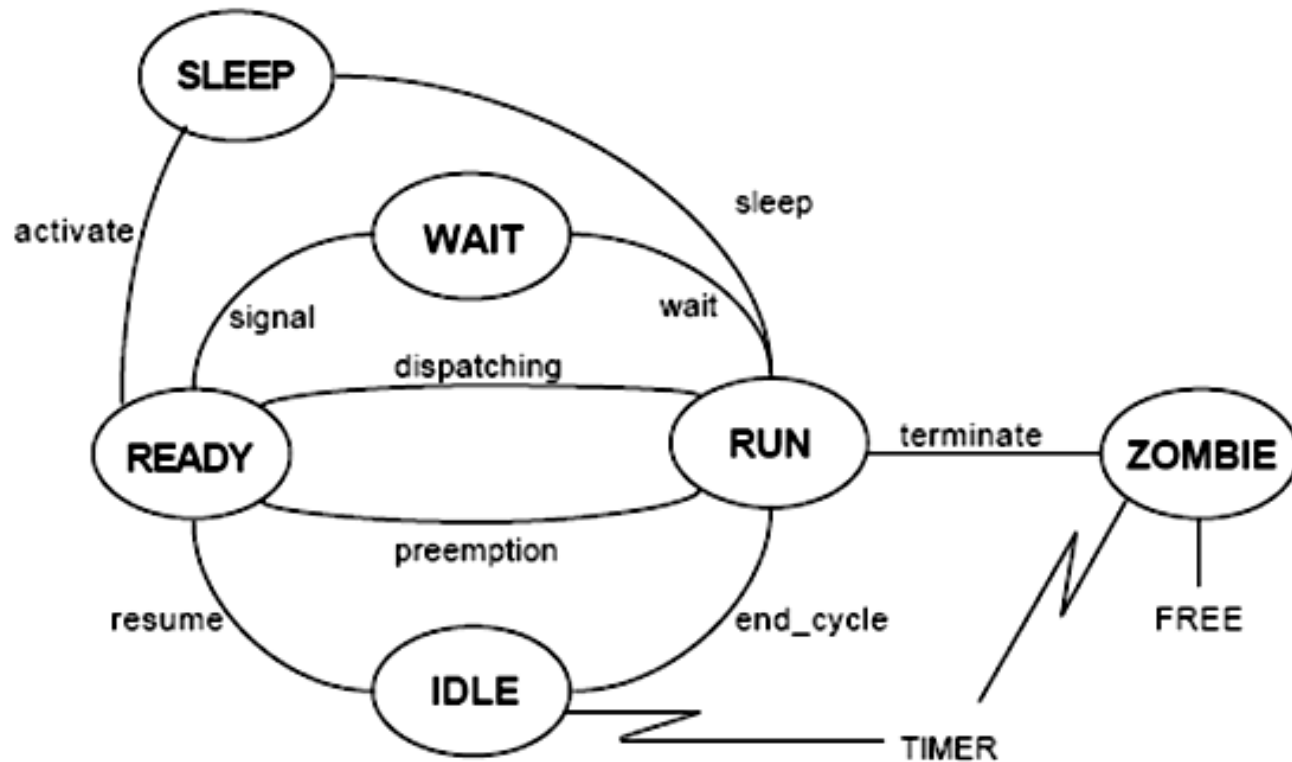 SLEEP
activate
sleep
WAIT
signal
wait
dispatching
READY
RUN
terminate
ZOMBIE
preemption
resume
end_cycle
FREE
IDLE
TIMER